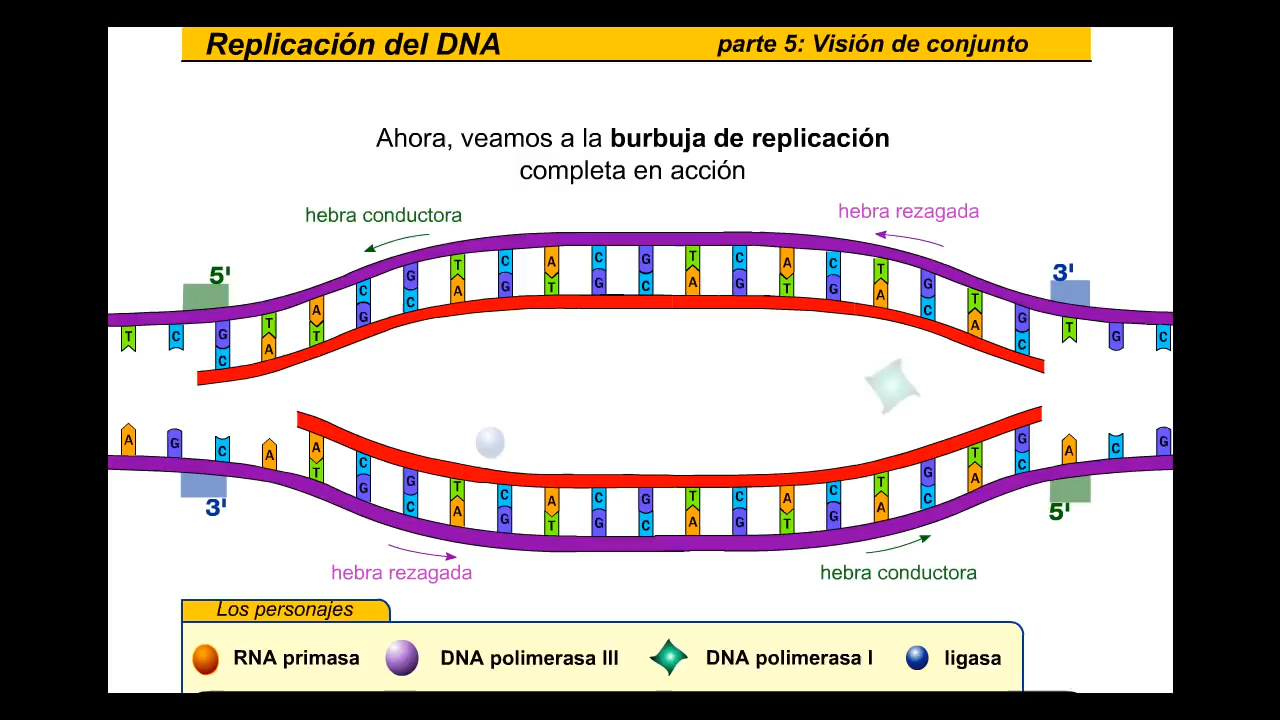 Replicación del DNA
parte 5: Visión de conjunto
Ahora, veamos a la burbuja de replicación
completa en acción
hebra conductora
hebra rezagada
5'
3'
T C G T A C G T C A C G T C A C T G T G T G C
C A T G C A G T G C A G T G A C A C
A G C A A C G T C A C G T C A C T G T G A C G
T G C A G T G C A G T G A C A C
3'
5'
hebra rezagada
hebra conductora
Los personajes
RNA primasa
DNA polimerasa III
DNA polimerasa I
ligasa